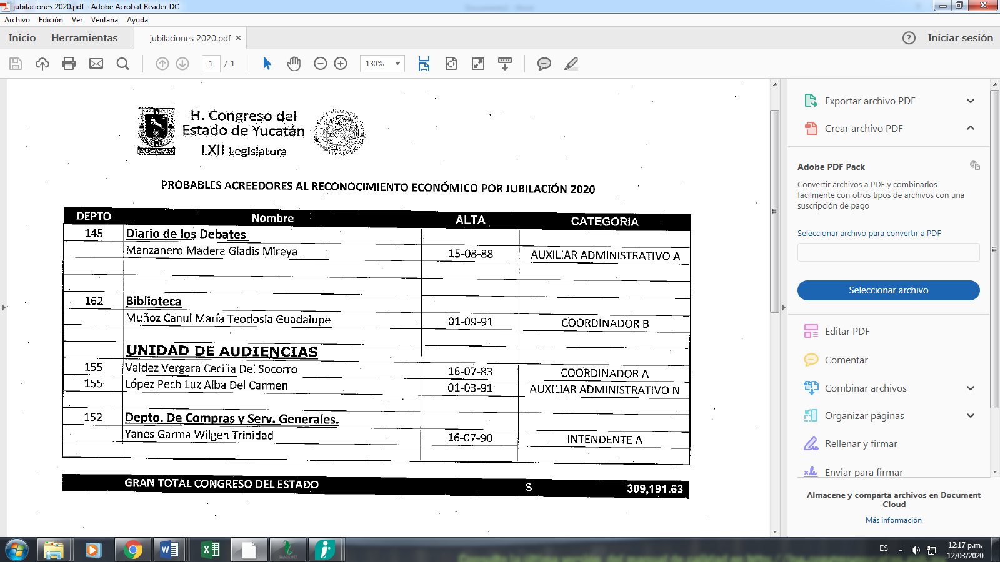 jubilaciones 2020.pdf - Adobe Acrobat Reader DC
Archivo Edición Ver Ventana Ayuda
Inicio Herramientas jubilaciones 2020.pdf × Iniciar sesión
1 / 1 130%
H. Congreso del
Estado de Yucatán
LXII Legislatura
YUCATAN
PROBABLES ACREEDORES AL RECONOCIMIENTO ECONÓMICO POR JUBILACIÓN 2020
DEPTO Nombre ALTA CATEGORIA
145 Diario de los Debates
Manzanero Madera Gladis Mireya 15-08-88 AUXILIAR ADMINISTRATIVO A
162 Biblioteca
Muñoz Canul María Teodosia Guadalupe 01-09-91 COORDINADOR B
UNIDAD DE AUDIENCIAS
155 Valdez Vergara Cecilia Del Socorro 16-07-83 COORDINADOR A
155 López Pech Luz Alba Del Carmen 01-03-91 AUXILIAR ADMINISTRATIVO N
152 Depto. De Compras y Serv. Generales.
Yanes Garma Wilgen Trinidad 16-07-90 INTENDENTE A
GRAN TOTAL CONGRESO DEL ESTADO $ 309,191.63
Exportar archivo PDF
Crear archivo PDF
Adobe PDF Pack
Convertir archivos a PDF y combinarlos
fácilmente con otros tipos de archivos con una
suscripción de pago
Seleccionar archivo para convertir a PDF
Seleccionar archivo
Editar PDF
Comentar
Combinar archivos
Organizar páginas
Rellenar y firmar
Enviar para firmar
Almacene y comparta archivos en Document
Cloud
Más información
ES 12:17 p.m.
12/03/2020